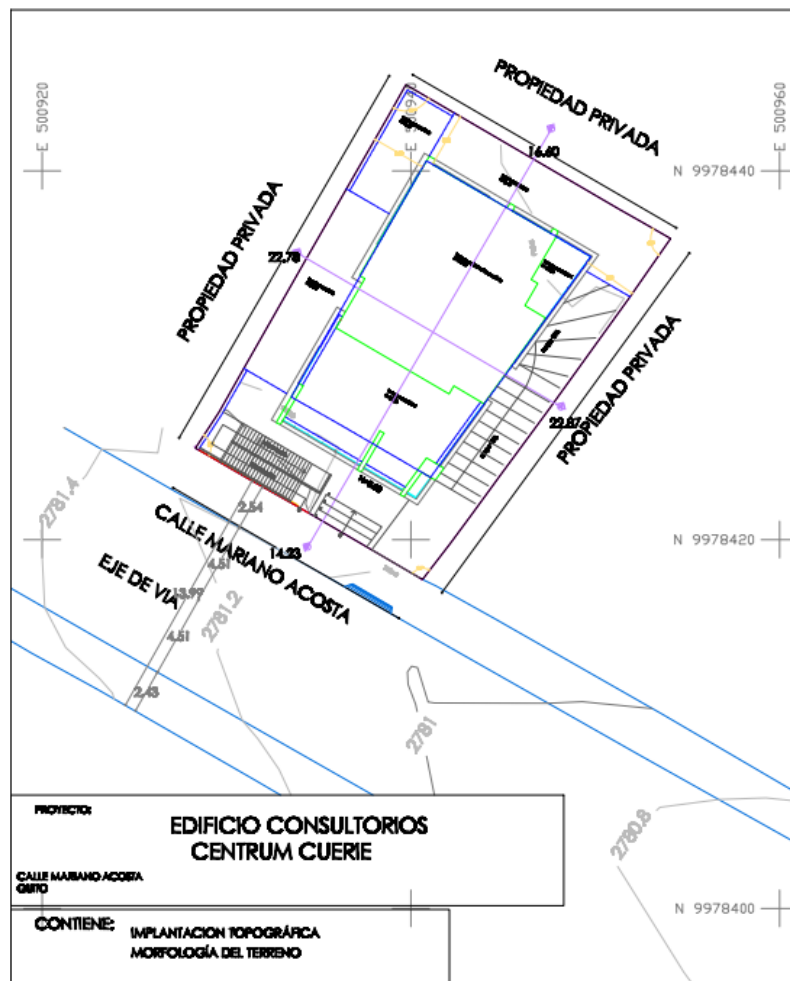 PROPIEDAD PRIVADA
E 500920
E 500940
E 500960
16.60
N 9978440
PROPIEDAD PRIVADA
22.78
PROPIEDAD PRIVADA
22.87
2781.4
2.54
CALLE MARIANO ACOSTA
14.23
N 9978420
EJE DE VIA
4.51
13.99
2781.2
4.51
2.43
2781
2780.8
PROYECTO:
EDIFICIO CONSULTORIOS
CENTRUM CUERIE
CALLE MARIANO ACOSTA
QUITO
N 9978400
CONTIENE:
IMPLANTACION TOPOGRÁFICA
MORFOLOGÍA DEL TERRENO